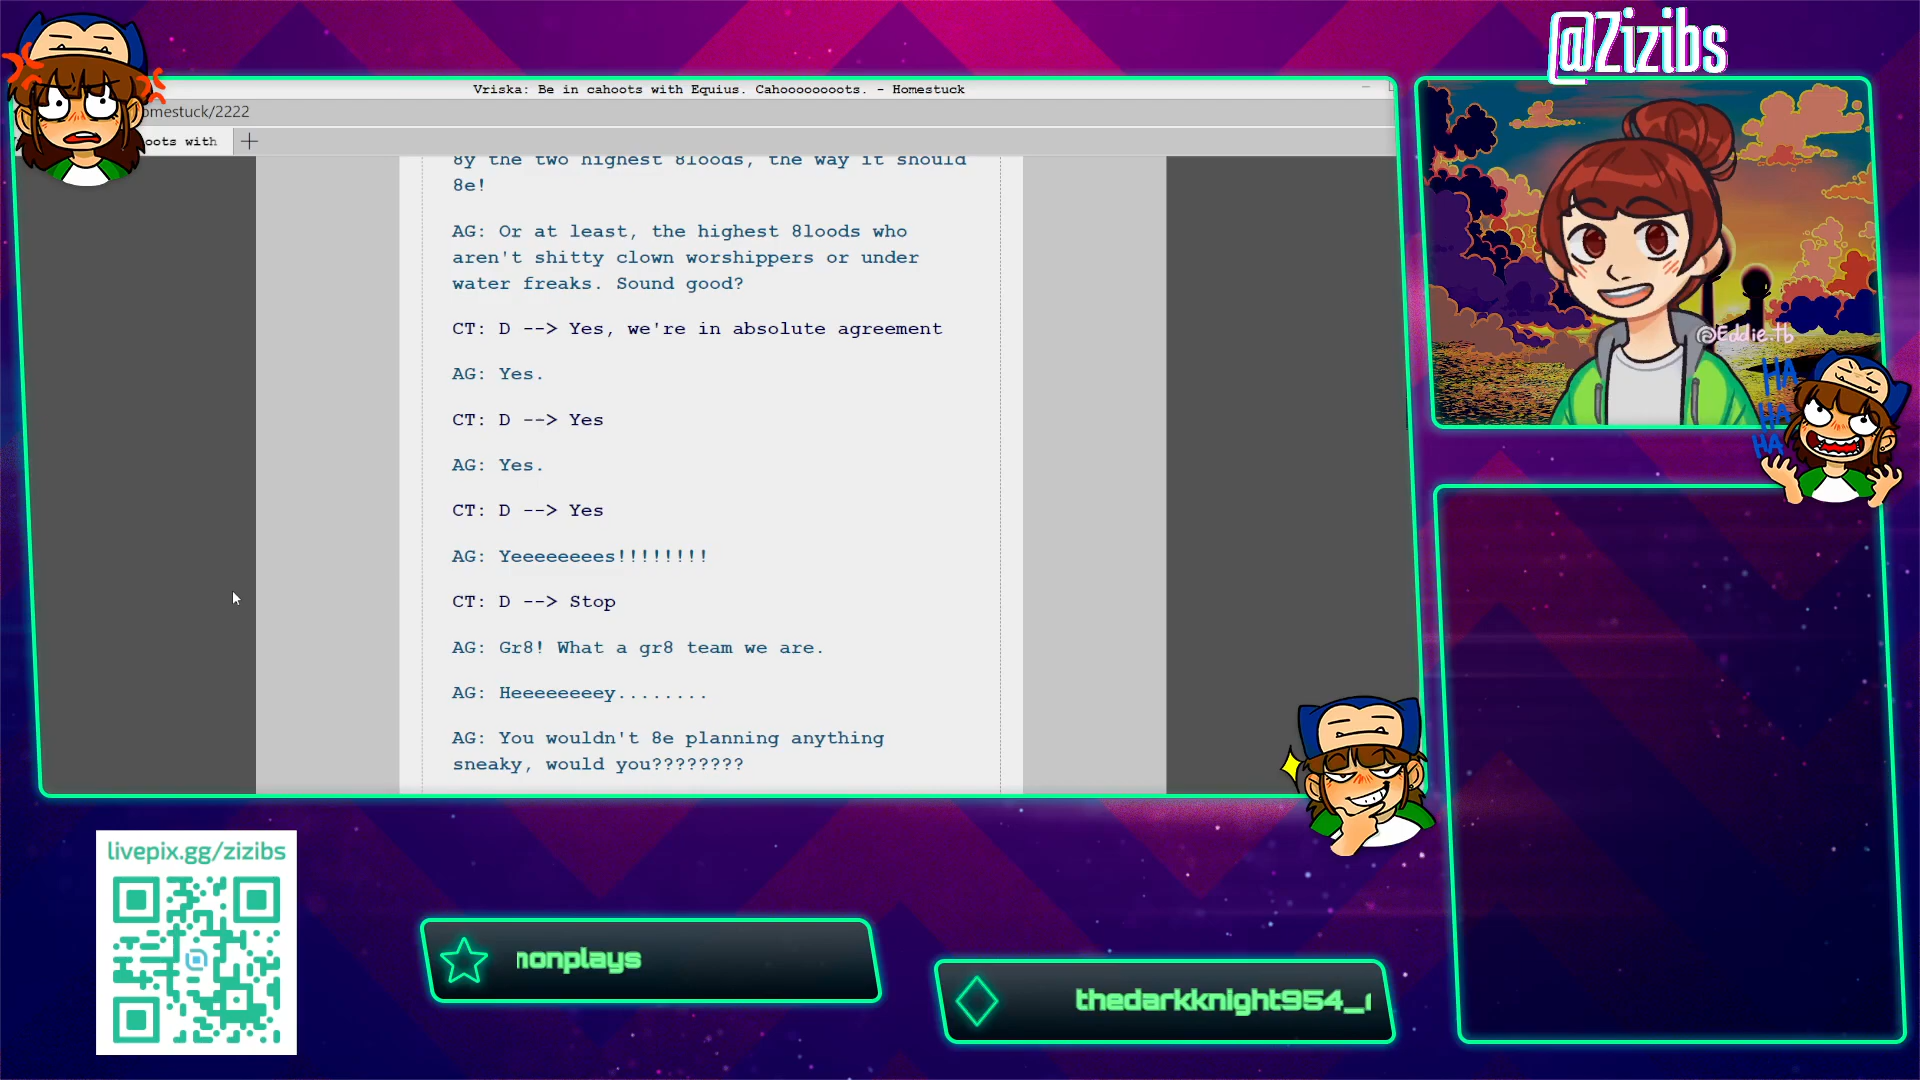 @Zizibs
Vriska: Be in cahoots with Equius. Cahoooooooots. - Homestuck
omestuck/2222
oots with
8y the two highest 8loods, the way it should
8e!
AG: Or at least, the highest 8loods who
aren't shitty clown worshippers or under
water freaks. Sound good?
CT: D --> Yes, we're in absolute agreement
AG: Yes.
CT: D --> Yes
AG: Yes.
CT: D --> Yes
AG: Yeeeeeeees!!!!!!!!
CT: D --> Stop
AG: Gr8! What a gr8 team we are.
AG: Heeeeeeeey........
AG: You wouldn't 8e planning anything
sneaky, would you????????
@Eddie.tb
HA
HA
HA
livepix.gg/zizibs
nonplays
thedarkknight954_